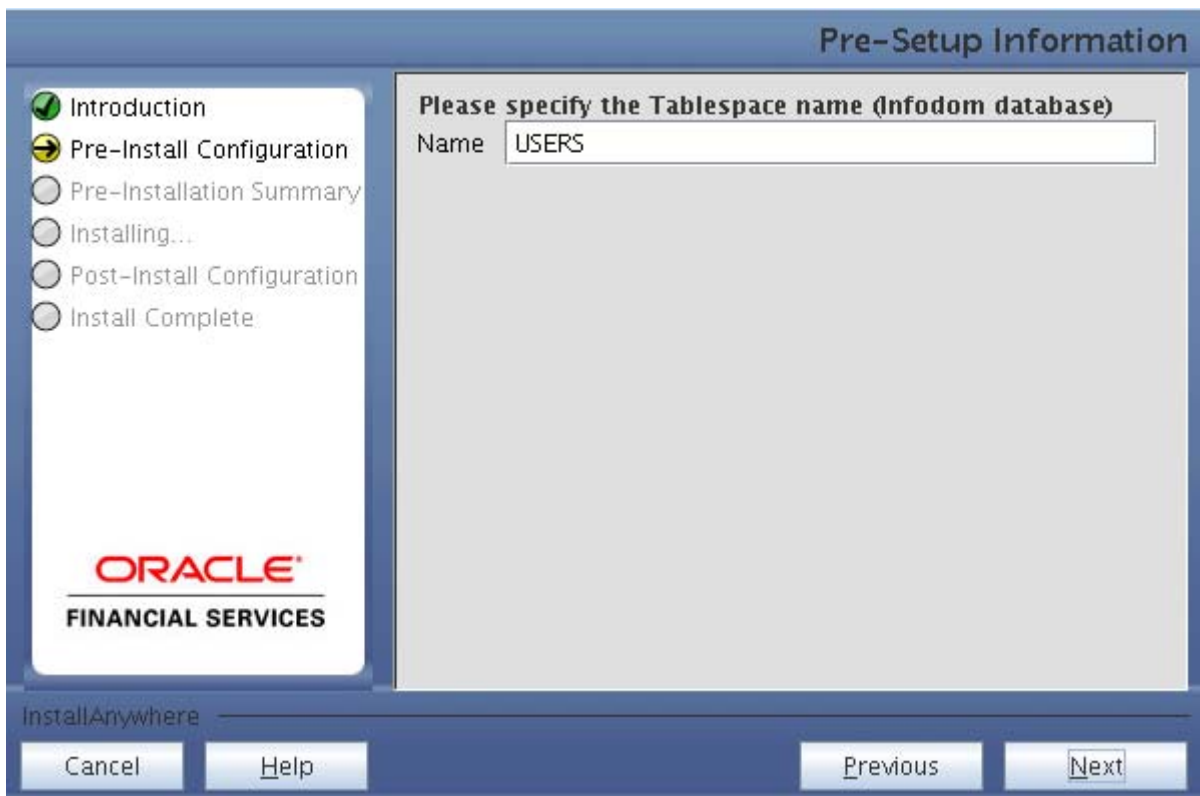 Pre-Setup Information
Introduction
Pre-Install Configuration
Pre-Installation Summary
Installing...
Post-Install Configuration
Install Complete
ORACLE
FINANCIAL SERVICES
Please specify the Tablespace name (Infodom database)
Name USERS
InstallAnywhere
Cancel Help Previous Next